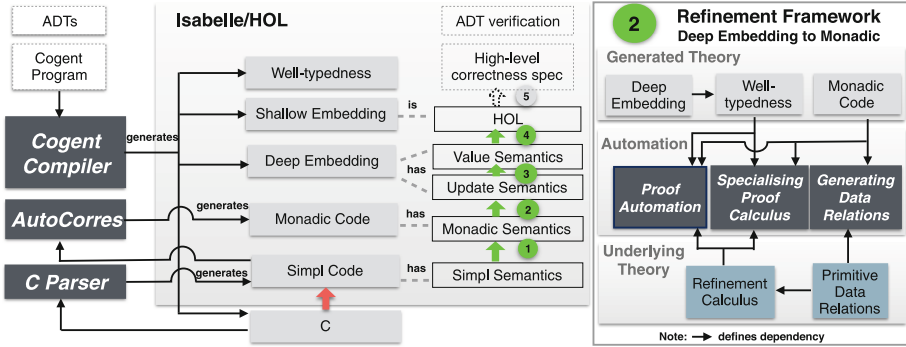 ADTs
Cogent
Program
Cogent
Compiler
AutoCorres
C Parser
generates
generates
generates
Isabelle/HOL
Well-typedness
Shallow Embedding
Deep Embedding
Monadic Code
Simpl Code
C
is
has
has
has
ADT verification
High-level
correctness spec
5
HOL
4
Value Semantics
3
Update Semantics
2
Monadic Semantics
1
Simpl Semantics
2
Refinement Framework
Deep Embedding to Monadic
Generated Theory
Deep
Embedding
Well-
typedness
Monadic
Code
Automation
Proof
Automation
Specialising
Proof
Calculus
Generating
Data
Relations
Underlying
Theory
Refinement
Calculus
Primitive
Data
Relations
Note: → defines dependency